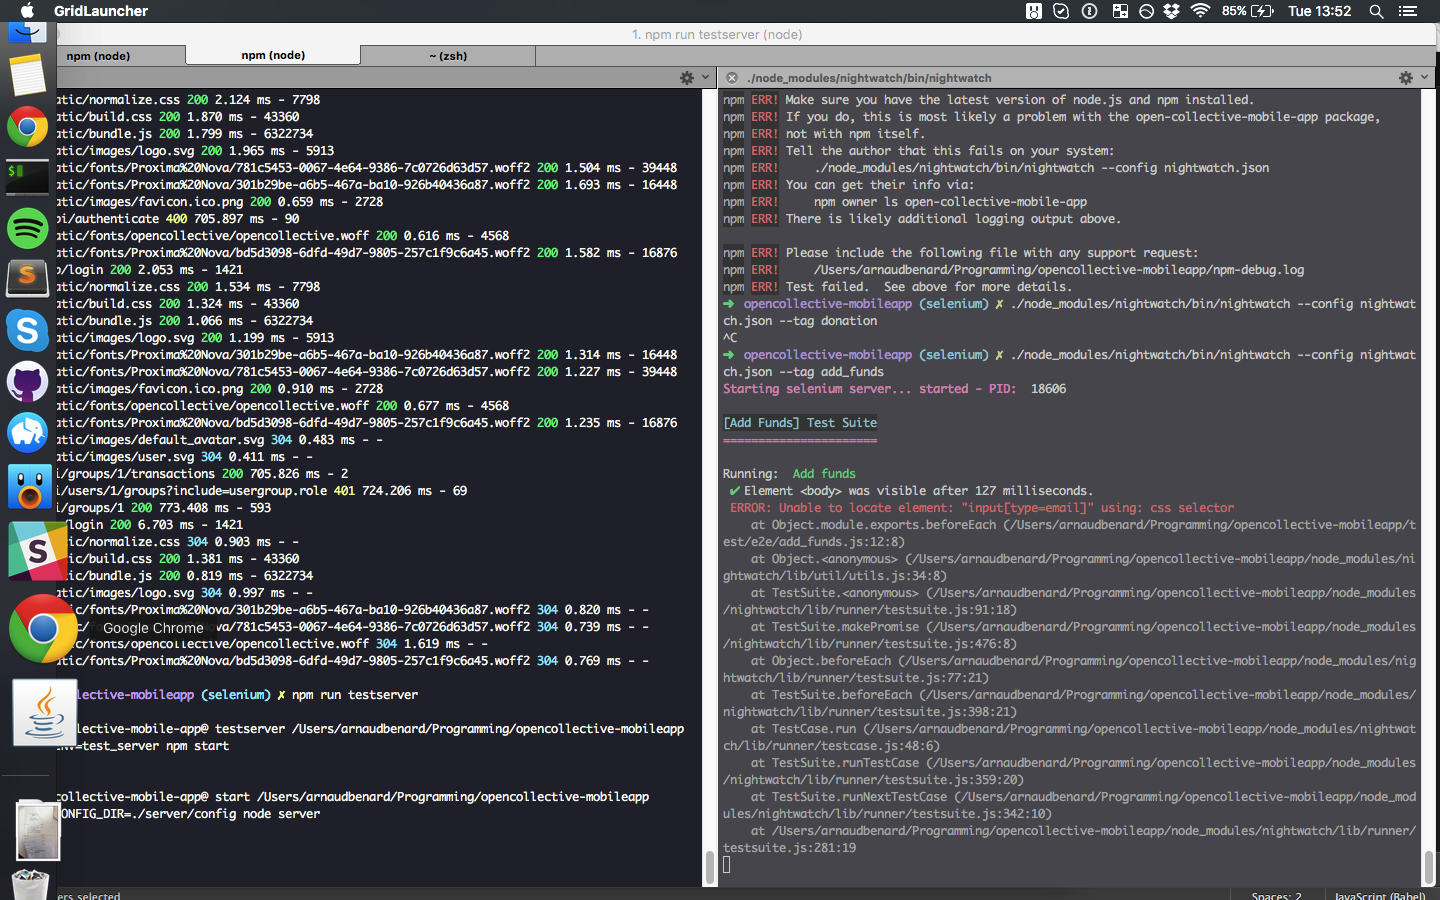 GridLauncher
85%
Tue 13:52
1. npm run testserver (node)
npm (node)
npm (node)
~ (zsh)
./node_modules/nightwatch/bin/nightwatch
atic/normalize.css 200 2.124 ms - 7798
atic/build.css 200 1.870 ms - 43360
atic/bundle.js 200 1.799 ms - 6322734
atic/images/logo.svg 200 1.965 ms - 5913
atic/fonts/Proxima%20Nova/781c5453-0067-4e64-9386-7c0726d63d57.woff2 200 1.504 ms - 39448
atic/fonts/Proxima%20Nova/301b29be-a6b5-467a-ba10-926b40436a87.woff2 200 1.693 ms - 16448
atic/images/favicon.ico.png 200 0.659 ms - 2728
pi/authenticate 400 705.897 ms - 90
atic/fonts/opencollective/opencollective.woff 200 0.616 ms - 4568
atic/fonts/Proxima%20Nova/bd5d3098-6dfd-49d7-9805-257c1f9c6a45.woff2 200 1.582 ms - 16876
p/login 200 2.053 ms - 1421
atic/normalize.css 200 1.534 ms - 7798
atic/build.css 200 1.324 ms - 43360
atic/bundle.js 200 1.066 ms - 6322734
atic/images/logo.svg 200 1.199 ms - 5913
atic/fonts/Proxima%20Nova/301b29be-a6b5-467a-ba10-926b40436a87.woff2 200 1.314 ms - 16448
atic/fonts/Proxima%20Nova/781c5453-0067-4e64-9386-7c0726d63d57.woff2 200 1.227 ms - 39448
atic/images/favicon.ico.png 200 0.910 ms - 2728
atic/fonts/opencollective/opencollective.woff 200 0.677 ms - 4568
atic/fonts/Proxima%20Nova/bd5d3098-6dfd-49d7-9805-257c1f9c6a45.woff2 200 1.235 ms - 16876
atic/images/default_avatar.svg 304 0.483 ms - -
atic/images/user.svg 304 0.411 ms - -
i/groups/1/transactions 200 705.826 ms - 2
i/users/1/groups?include=usergroup.role 401 724.206 ms - 69
i/groups/1 200 773.408 ms - 593
/login 200 6.703 ms - 1421
atic/normalize.css 304 0.903 ms - -
atic/build.css 200 1.381 ms - 43360
atic/bundle.js 200 0.819 ms - 6322734
atic/images/logo.svg 304 0.997 ms - -
tic/fonts/Proxima%20Nova/301b29be-a6b5-467a-ba10-926b40436a87.woff2 304 0.820 ms - -
Google Chrome
va/781c5453-0067-4e64-9386-7c0726d63d57.woff2 304 0.739 ms - -
tic/fonts/opencollective/opencollective.woff 304 1.619 ms - -
atic/fonts/Proxima%20Nova/bd5d3098-6dfd-49d7-9805-257c1f9c6a45.woff2 304 0.769 ms - -
lective-mobileapp (selenium) ✗ npm run testserver
collective-mobile-app@ testserver /Users/arnaudbenard/Programming/opencollective-mobileapp
ENV=test_server npm start
collective-mobile-app@ start /Users/arnaudbenard/Programming/opencollective-mobileapp
CONFIG_DIR=./server/config node server
npm ERR! Make sure you have the latest version of node.js and npm installed.
npm ERR! If you do, this is most likely a problem with the open-collective-mobile-app package,
npm ERR! not with npm itself.
npm ERR! Tell the author that this fails on your system:
npm ERR!     ./node_modules/nightwatch/bin/nightwatch --config nightwatch.json
npm ERR! You can get their info via:
npm ERR!     npm owner ls open-collective-mobile-app
npm ERR! There is likely additional logging output above.
npm ERR! Please include the following file with any support request:
npm ERR!     /Users/arnaudbenard/Programming/opencollective-mobileapp/npm-debug.log
npm ERR! Test failed.  See above for more details.
➜  opencollective-mobileapp (selenium) ✗ ./node_modules/nightwatch/bin/nightwatch --config nightwat
ch.json --tag donation
^C
➜  opencollective-mobileapp (selenium) ✗ ./node_modules/nightwatch/bin/nightwatch --config nightwat
ch.json --tag add_funds
Starting selenium server... started - PID:  18606
[Add Funds] Test Suite
======================
Running:  Add funds
✔ Element <body> was visible after 127 milliseconds.
ERROR: Unable to locate element: "input[type=email]" using: css selector
at Object.module.exports.beforeEach (/Users/arnaudbenard/Programming/opencollective-mobileapp/t
est/e2e/add_funds.js:12:8)
at Object.<anonymous> (/Users/arnaudbenard/Programming/opencollective-mobileapp/node_modules/ni
ghtwatch/lib/util/utils.js:34:8)
at TestSuite.<anonymous> (/Users/arnaudbenard/Programming/opencollective-mobileapp/node_modules
/nightwatch/lib/runner/testsuite.js:91:18)
at TestSuite.makePromise (/Users/arnaudbenard/Programming/opencollective-mobileapp/node_modules
/nightwatch/lib/runner/testsuite.js:476:8)
at Object.beforeEach (/Users/arnaudbenard/Programming/opencollective-mobileapp/node_modules/nig
htwatch/lib/runner/testsuite.js:77:21)
at TestSuite.beforeEach (/Users/arnaudbenard/Programming/opencollective-mobileapp/node_modules/
nightwatch/lib/runner/testsuite.js:398:21)
at TestCase.run (/Users/arnaudbenard/Programming/opencollective-mobileapp/node_modules/nightwat
ch/lib/runner/testcase.js:48:6)
at TestSuite.runTestCase (/Users/arnaudbenard/Programming/opencollective-mobileapp/node_modules
/nightwatch/lib/runner/testsuite.js:359:20)
at TestSuite.runNextTestCase (/Users/arnaudbenard/Programming/opencollective-mobileapp/node_mod
ules/nightwatch/lib/runner/testsuite.js:342:10)
at /Users/arnaudbenard/Programming/opencollective-mobileapp/node_modules/nightwatch/lib/runner/
testsuite.js:281:19
ers selected
Spaces: 2
JavaScript (Babel)